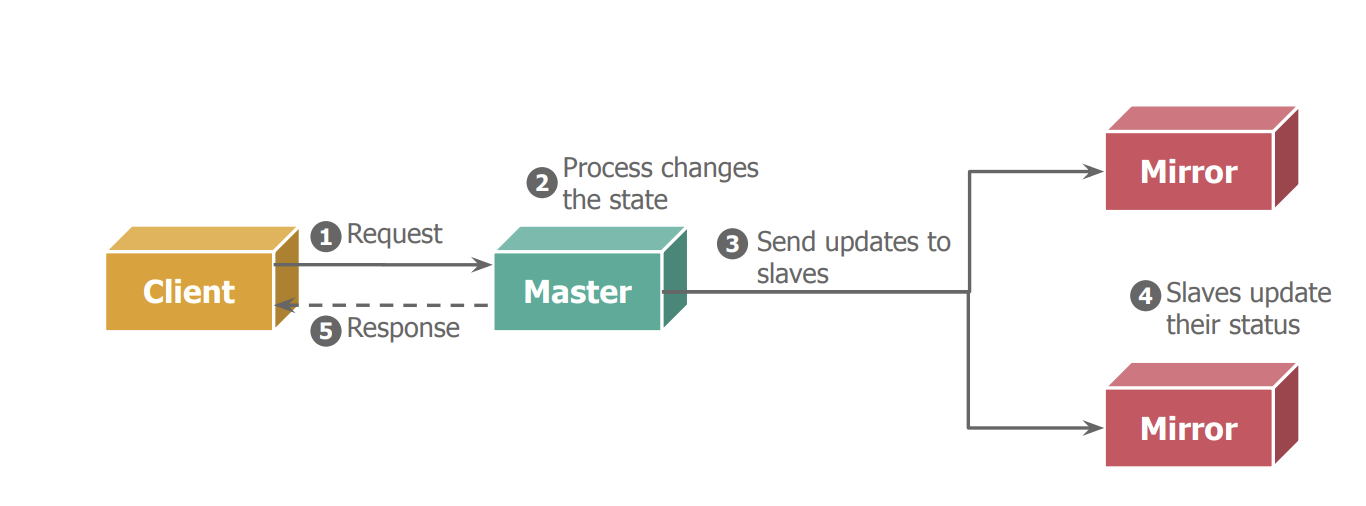 Mirror
2 Process changes
the state
1 Request
3 Send updates to
slaves
Client
Master
4 Slaves update
their status
5 Response
Mirror